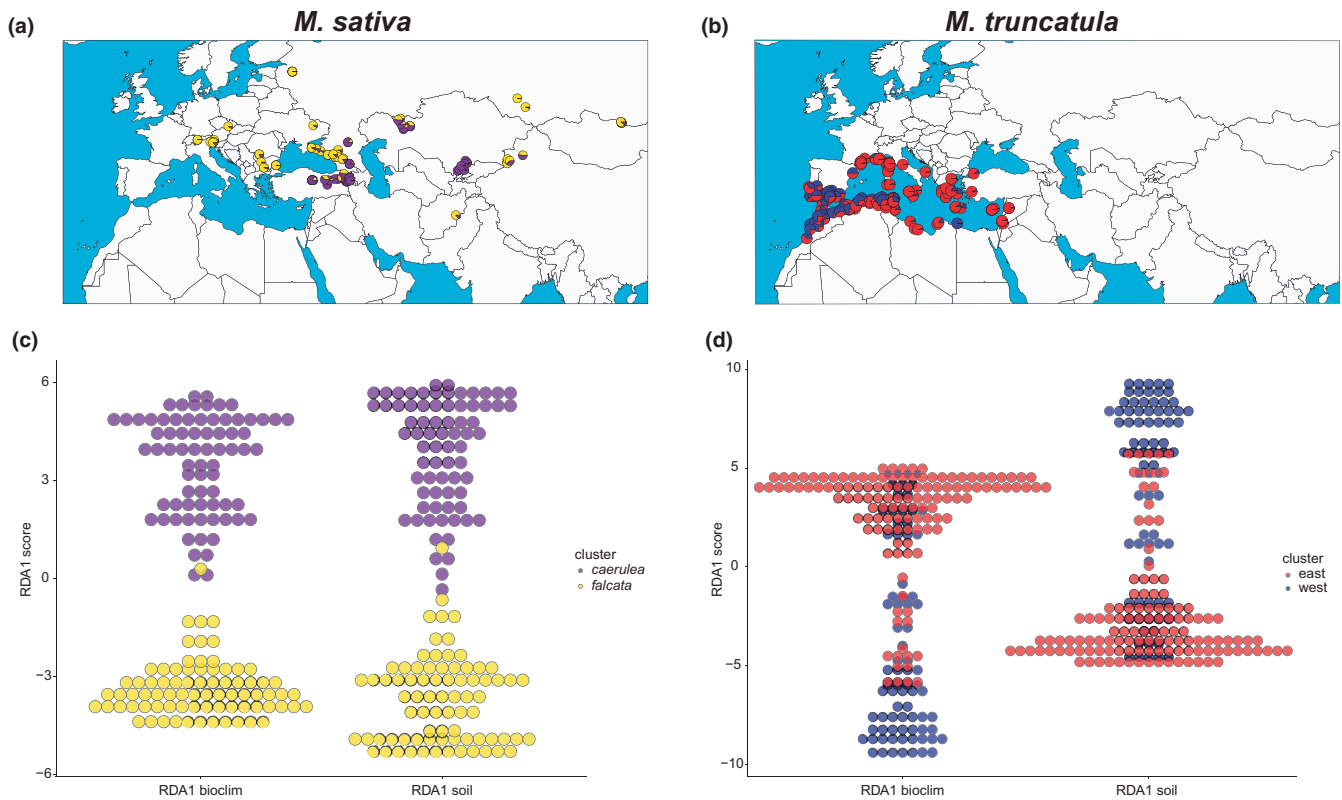 M. sativa
M. truncatula
(a)
(b)
(c)
(d)
6
3
0
−3
−6
RDA1 score
RDA1 bioclim
RDA1 soil
cluster
caerulea
falcata
10
5
0
−5
−10
RDA1 score
RDA1 bioclim
RDA1 soil
cluster
east
west